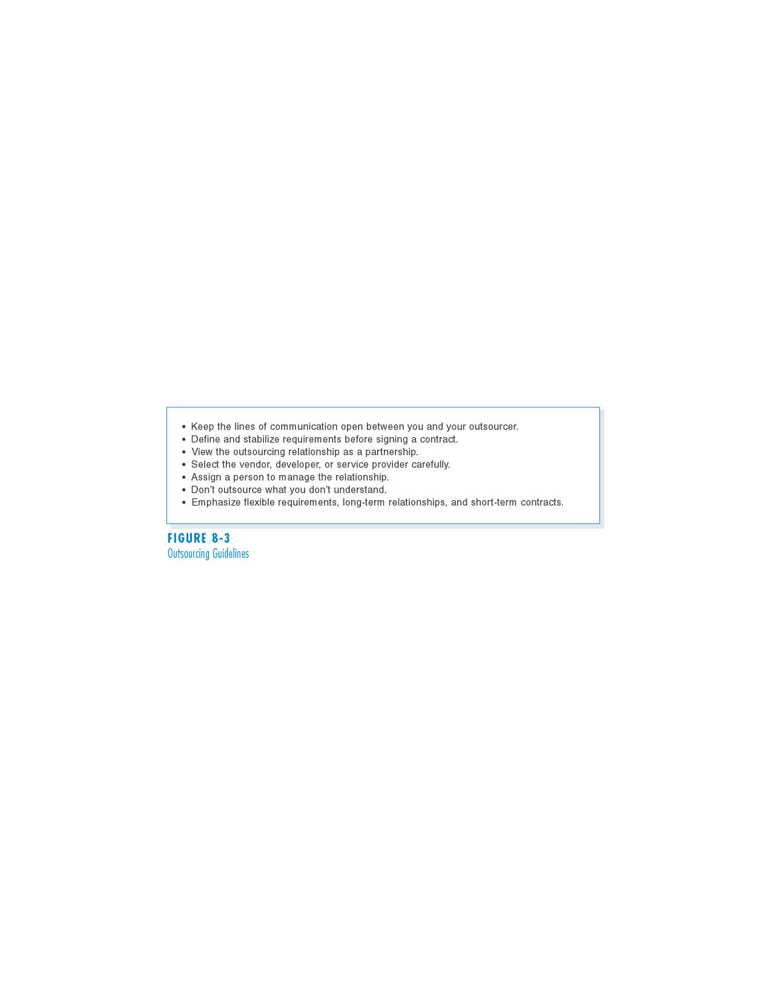 • Keep the lines of communication open between you and your outsourcer.
• Define and stabilize requirements before signing a contract.
• View the outsourcing relationship as a partnership.
• Select the vendor, developer, or service provider carefully.
• Assign a person to manage the relationship.
• Don’t outsource what you don’t understand.
• Emphasize flexible requirements, long-term relationships, and short-term contracts.
FIGURE 8-3
Outsourcing Guidelines